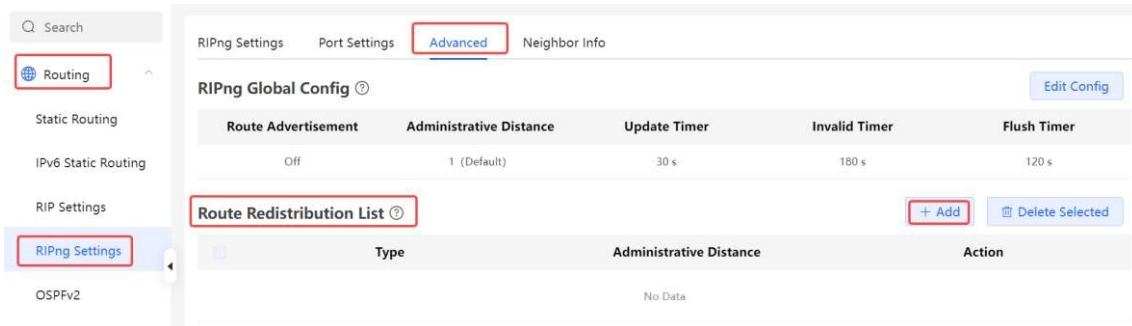 Search
Routing
Static Routing
IPv6 Static Routing
RIP Settings
RIPng Settings
OSPFv2
RIPng Settings Port Settings Advanced Neighbor Info
RIPng Global Config
Edit Config
Route Advertisement Administrative Distance Update Timer Invalid Timer Flush Timer
Off 1 (Default) 30 s 180 s 120 s
Route Redistribution List
+ Add Delete Selected
Type Administrative Distance Action
No Data